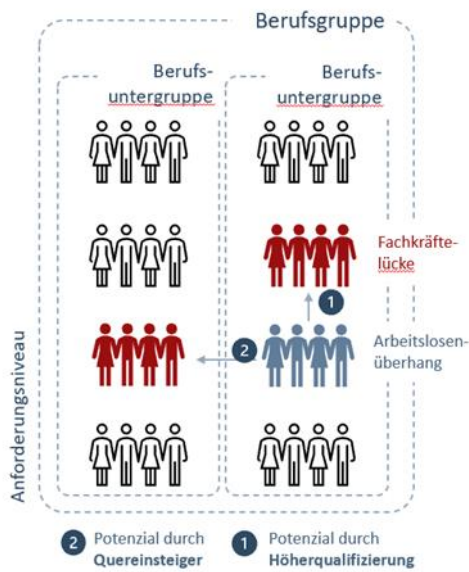 Berufsgruppe
Berufs-
untergruppe
Berufs-
untergruppe
Fachkräfte-
lücke
1
2
Arbeitslosen-
überhang
Anforderungsniveau
2 Potenzial durch
Quereinsteiger
1 Potenzial durch
Höherqualifizierung